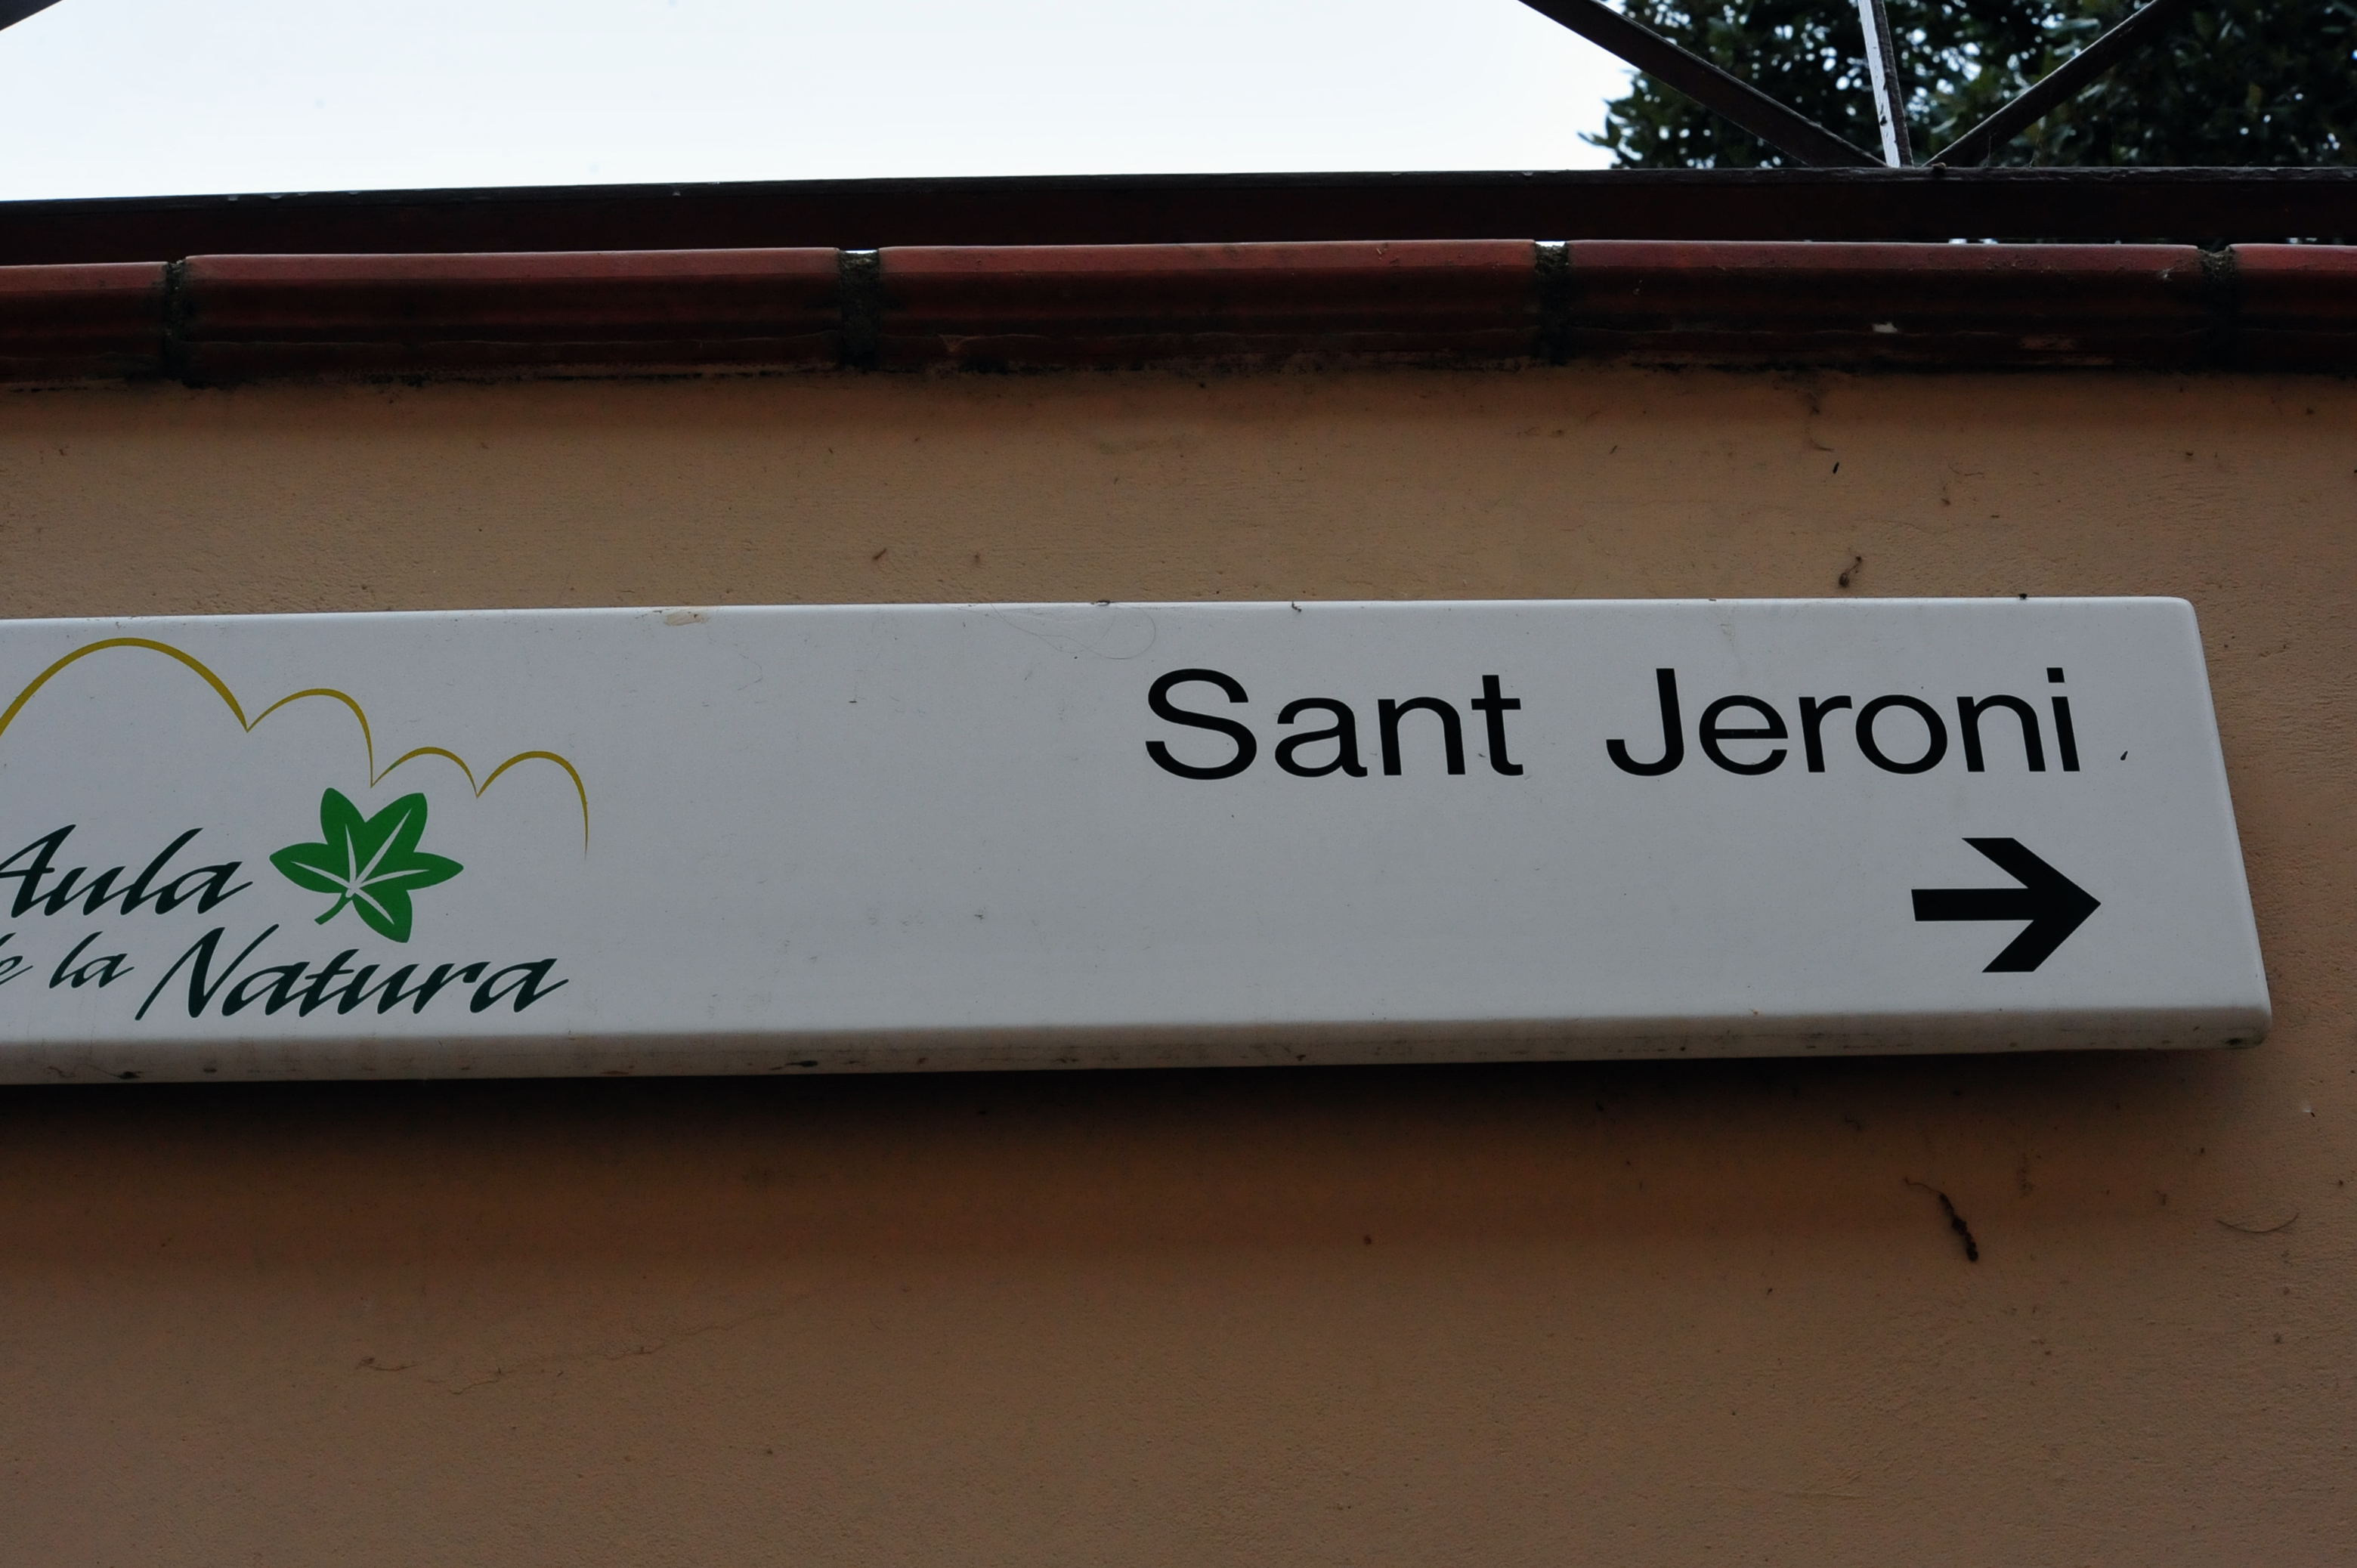 Aula
la Natura
Sant Jeroni